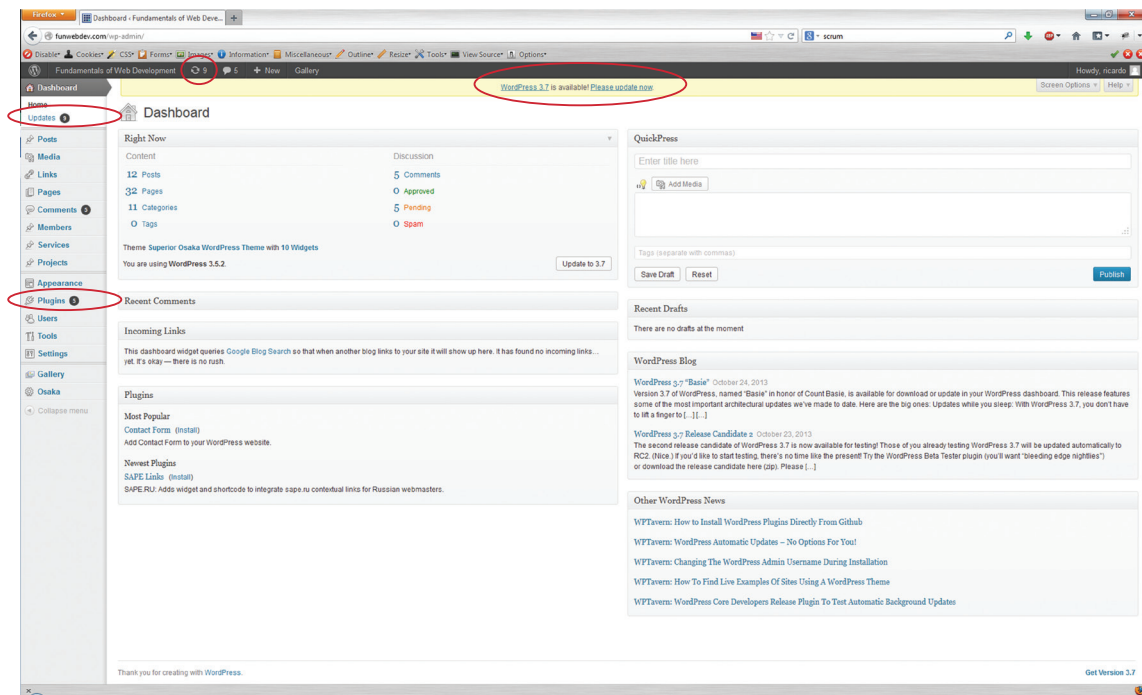 Firefox
Dashboard ‹ Fundamentals of Web Deve...
funwebdev.com/wp-admin/
scrum
Disable Cookies CSS Forms Images Information Miscellaneous Outline Resize Tools View Source Options
Fundamentals of Web Development 9 5 + New Gallery
Howdy, ricardo
Dashboard
Home
Updates 9
Posts
Media
Links
Pages
Comments 5
Members
Services
Projects
Appearance
Plugins 5
Users
Tools
Settings
Gallery
Osaka
Collapse menu
WordPress 3.7 is available! Please update now.
Screen Options Help
Dashboard
Right Now
Content
Discussion
12 Posts
5 Comments
32 Pages
0 Approved
11 Categories
5 Pending
0 Tags
0 Spam
Theme Superior Osaka WordPress Theme with 10 Widgets
You are using WordPress 3.5.2.
Update to 3.7
Recent Comments
Incoming Links
This dashboard widget queries Google Blog Search so that when another blog links to your site it will show up here. It has found no incoming links…
yet. It's okay — there is no rush.
Plugins
Most Popular
Contact Form (Install)
Add Contact Form to your WordPress website.
Newest Plugins
SAPE Links (Install)
SAPE.RU: Adds widget and shortcode to integrate sape.ru contextual links for Russian webmasters.
QuickPress
Enter title here
Add Media
Tags (separate with commas)
Save Draft
Reset
Publish
Recent Drafts
There are no drafts at the moment
WordPress Blog
WordPress 3.7 “Basie” October 24, 2013
Version 3.7 of WordPress, named “Basie” in honor of Count Basie, is available for download or update in your WordPress dashboard. This release features
some of the most important architectural updates we've made to date. Here are the big ones: Updates while you sleep: With WordPress 3.7, you don't have
to lift a finger to […] […]
WordPress 3.7 Release Candidate 2 October 23, 2013
The second release candidate of WordPress 3.7 is now available for testing! Those of you already testing WordPress 3.7 will be updated automatically to
RC2. (Nice.) If you'd like to start testing, there's no time like the present! Try the WordPress Beta Tester plugin (you'll want “bleeding edge nightlies”)
or download the release candidate here (zip). Please […]
Other WordPress News
WPTavern: How to Install WordPress Plugins Directly From Github
WPTavern: WordPress Automatic Updates – No Options For You!
WPTavern: Changing The WordPress Admin Username During Installation
WPTavern: How To Find Live Examples Of Sites Using A WordPress Theme
WPTavern: WordPress Core Developers Release Plugin To Test Automatic Background Updates
Thank you for creating with WordPress.
Get Version 3.7